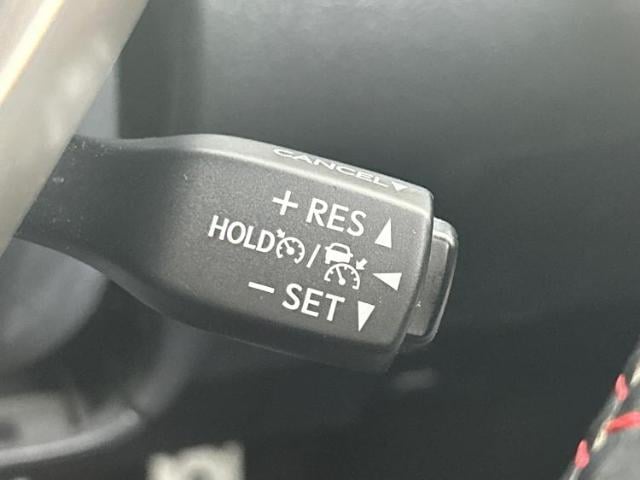 CANCEL▼
+ RES ▲
HOLD / ◀
− SET ▼